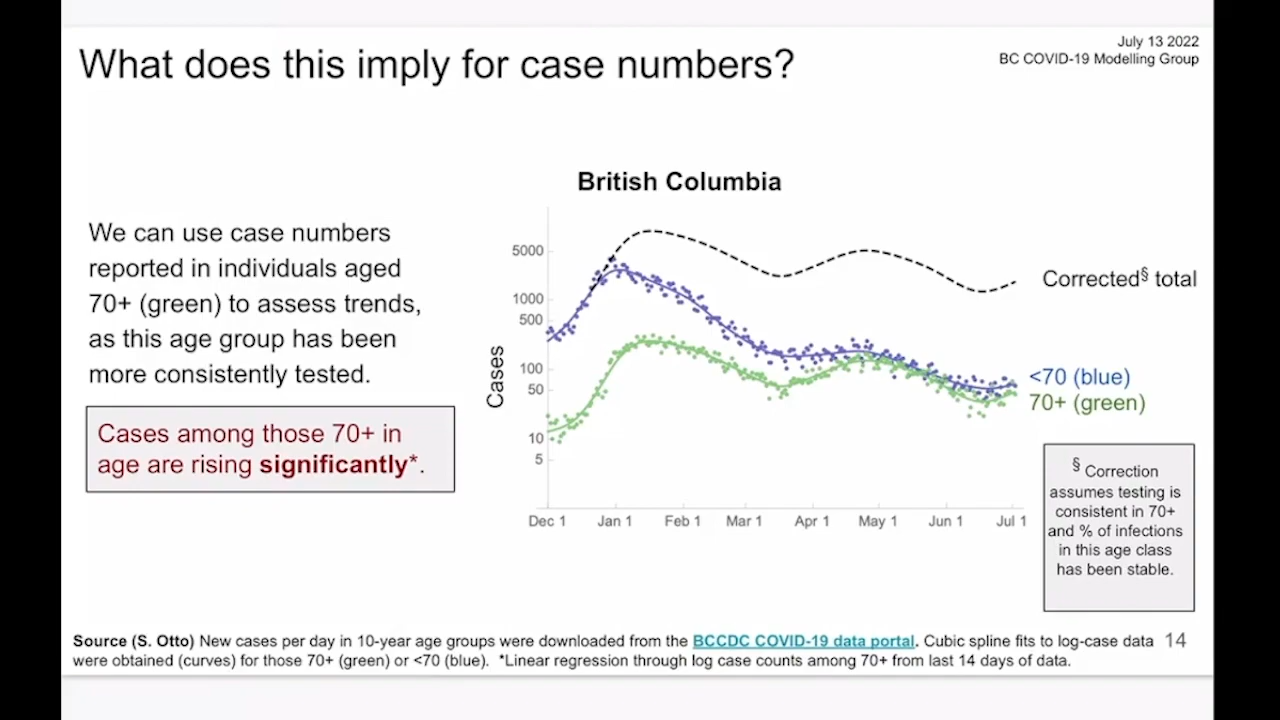 What does this imply for case numbers?
July 13 2022
BC COVID-19 Modelling Group
We can use case numbers
reported in individuals aged
70+ (green) to assess trends,
as this age group has been
more consistently tested.
Cases among those 70+ in
age are rising significantly*.
British Columbia
Cases
5000
1000
500
100
50
10
5
Dec 1 Jan 1 Feb 1 Mar 1 Apr 1 May 1 Jun 1 Jul 1
Corrected§ total
<70 (blue)
70+ (green)
§ Correction
assumes testing is
consistent in 70+
and % of infections
in this age class
has been stable.
Source (S. Otto) New cases per day in 10-year age groups were downloaded from the BCCDC COVID-19 data portal. Cubic spline fits to log-case data
were obtained (curves) for those 70+ (green) or <70 (blue). *Linear regression through log case counts among 70+ from last 14 days of data.
14